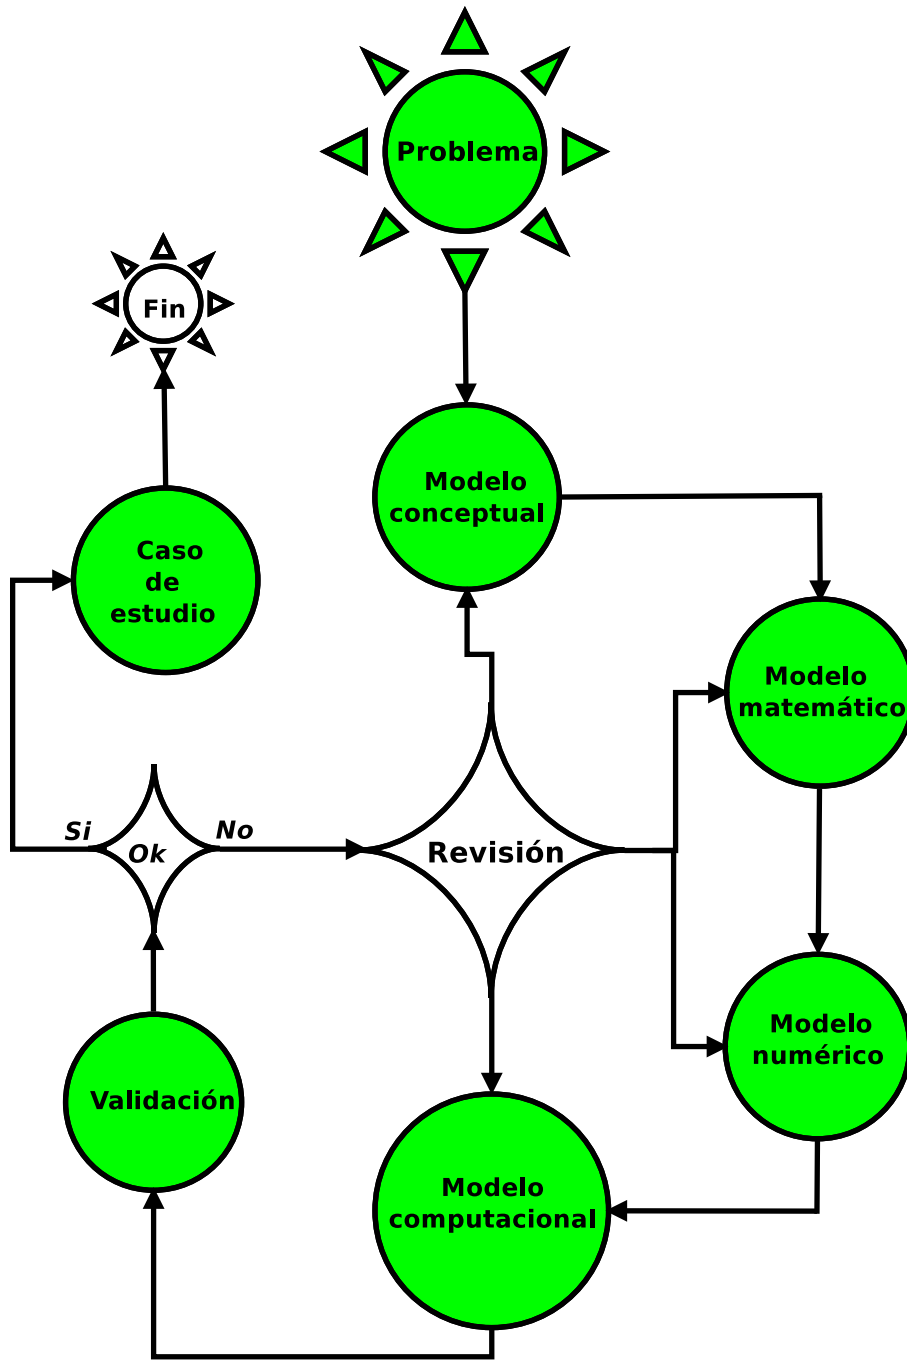 Problema
Fin
Modelo
conceptual
Caso
de
estudio
Modelo
matemático
Si
Ok
No
Revisión
Modelo
numérico
Validación
Modelo
computacional